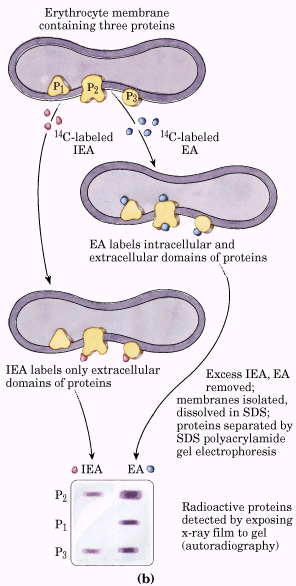 Erythrocyte membrane
containing three proteins
P1
P2
P3
14C-labeled
IEA
14C-labeled
EA
EA labels intracellular and
extracellular domains of proteins
IEA labels only extracellular
domains of proteins
Excess IEA, EA
removed;
membranes isolated,
dissolved in SDS;
proteins separated by
SDS polyacrylamide
gel electrophoresis
IEA
EA
P2
P1
P3
Radioactive proteins
detected by exposing
x-ray film to gel
(autoradiography)
(b)